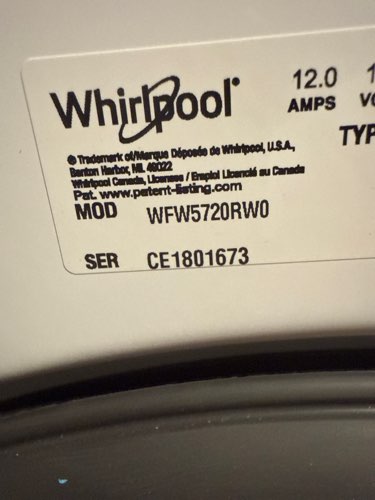 Whirlpool
12.0
AMPS
TYP
® Trademark of/Marque Déposée de Whirlpool, U.S.A.,
Benton Harbor, MI. 49022
Whirlpool Canada, Licensee / Emploi Licencié au Canada
Pat. www.patent-listing.com
MOD WFW5720RW0
SER CE1801673